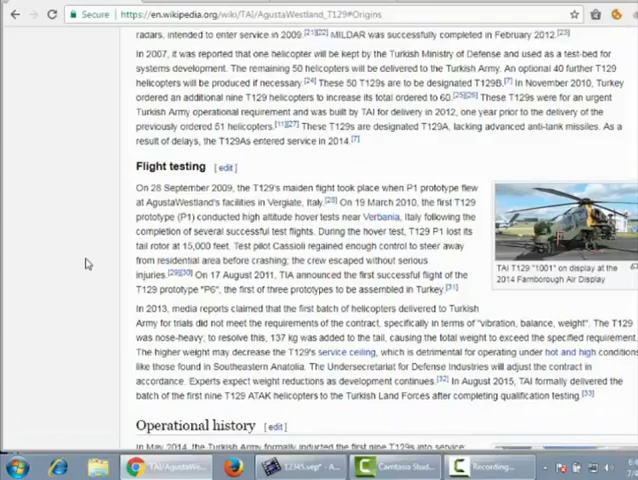 Secure https://en.wikipedia.org/wiki/TAI/AgustaWestland_T129#Origins
radars, intended to enter service in 2009.[21][22] MILDAR was successfully completed in February 2012.[23]
In 2007, it was reported that one helicopter will be kept by the Turkish Ministry of Defense and used as a test-bed for
systems development. The remaining 50 helicopters will be delivered to the Turkish Army. An optional 40 further T129
helicopters will be produced if necessary.[24] These 50 T129s are to be designated T129B.[7] In November 2010, Turkey
ordered an additional nine T129 helicopters to increase its total ordered to 60.[25][26] These T129s were for an urgent
Turkish Army operational requirement and was built by TAI for delivery in 2012, one year prior to the delivery of the
previously ordered 51 helicopters.[11][27] These T129s are designated T129A, lacking advanced anti-tank missiles. As a
result of delays, the T129As entered service in 2014.[7]
Flight testing [edit]
On 28 September 2009, the T129's maiden flight took place when P1 prototype flew
at AgustaWestland's facilities in Vergiate, Italy.[28] On 19 March 2010, the first T129
prototype (P1) conducted high altitude hover tests near Verbania, Italy following the
completion of several successful test flights. During the hover test, T129 P1 lost its
tail rotor at 15,000 feet. Test pilot Cassioli regained enough control to steer away
from residential area before crashing; the crew escaped without serious
injuries.[29][30] On 17 August 2011, TIA announced the first successful flight of the
T129 prototype "P6", the first of three prototypes to be assembled in Turkey.[31]
TAI T129 "1001" on display at the
2014 Farnborough Air Display
In 2013, media reports claimed that the first batch of helicopters delivered to Turkish
Army for trials did not meet the requirements of the contract, specifically in terms of "vibration, balance, weight". The T129
was nose-heavy; to resolve this, 137 kg was added to the tail, causing the total weight to exceed the specified requirement.
The higher weight may decrease the T129's service ceiling, which is detrimental for operating under hot and high conditions
like those found in Southeastern Anatolia. The Undersecretariat for Defense Industries will adjust the contract in
accordance. Experts expect weight reductions as development continues.[32] In August 2015, TAI formally delivered the
batch of the first nine T129 ATAK helicopters to the Turkish Land Forces after completing qualification testing.[33]
Operational history [edit]
In May 2014, the Turkish Army formally inducted the first nine T129s into service;
TAI/AgustaWe...
12345.vep* - A...
Camtasia Stud...
Recording...